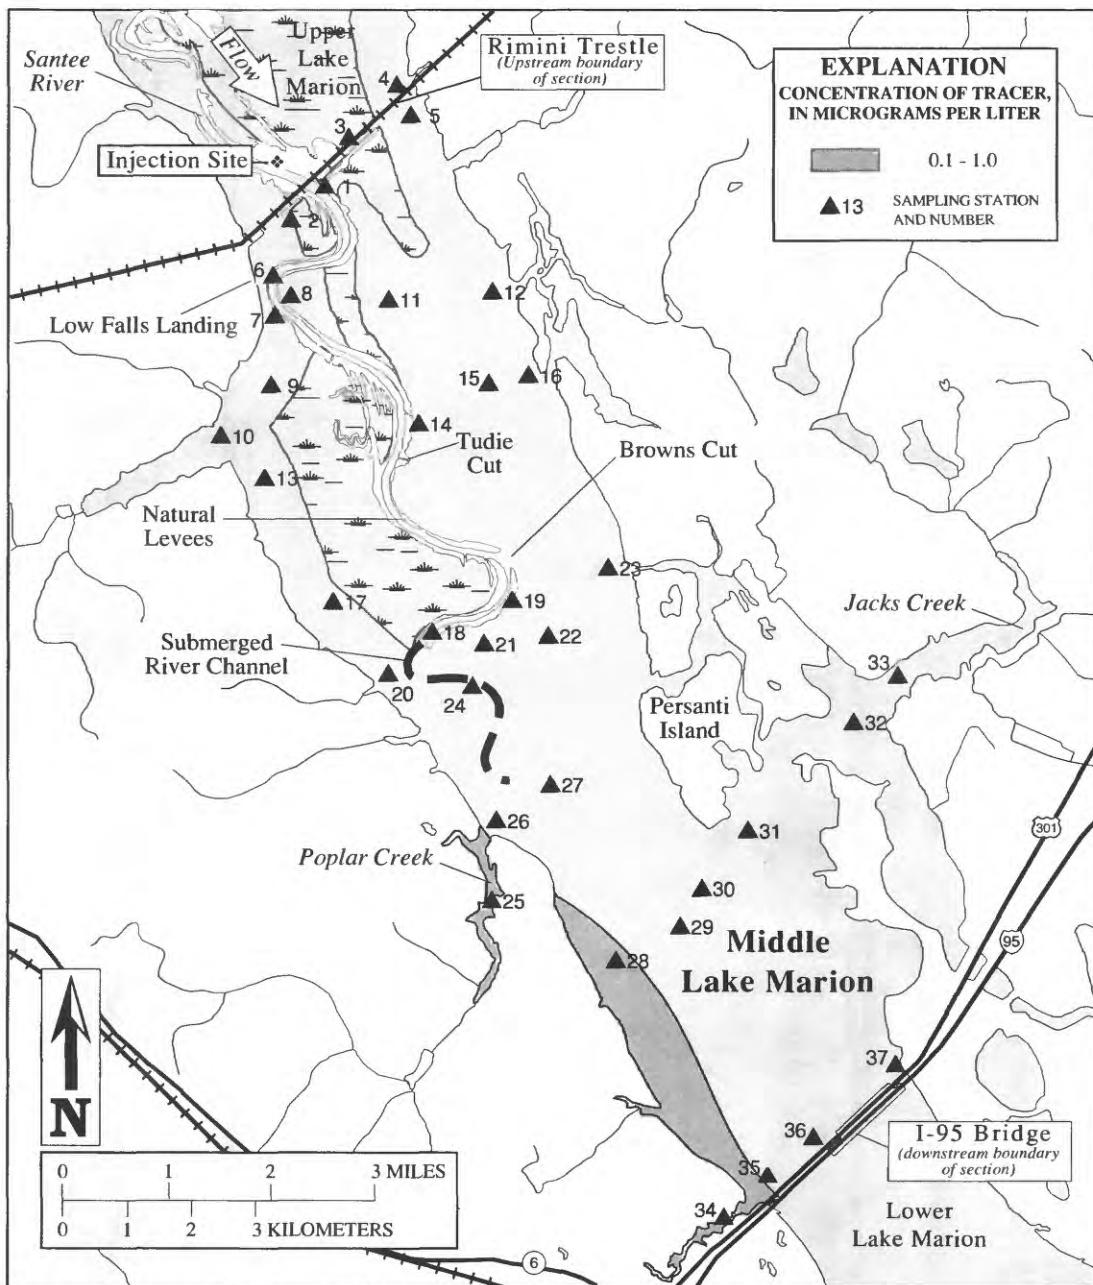 Santee
River
Flow
Upper
Lake
Marion
Rimini Trestle
(Upstream boundary
of section)
EXPLANATION
CONCENTRATION OF TRACER,
IN MICROGRAMS PER LITER
0.1 - 1.0
13
SAMPLING STATION
AND NUMBER
4
5
3
Injection Site
1
2
6
8
11
12
Low Falls Landing
7
9
15
16
10
14
Tudie
Cut
Browns Cut
13
Natural
Levees
23
17
19
Jacks Creek
18
21
22
Submerged
River Channel
33
20
24
Persanti
Island
32
27
26
31
301
Poplar Creek
25
30
29
95
28
Middle
Lake Marion
37
N
36
I-95 Bridge
(downstream boundary
of section)
35
34
0 1 2 3 MILES
0 1 2 3 KILOMETERS
Lower
Lake Marion
6